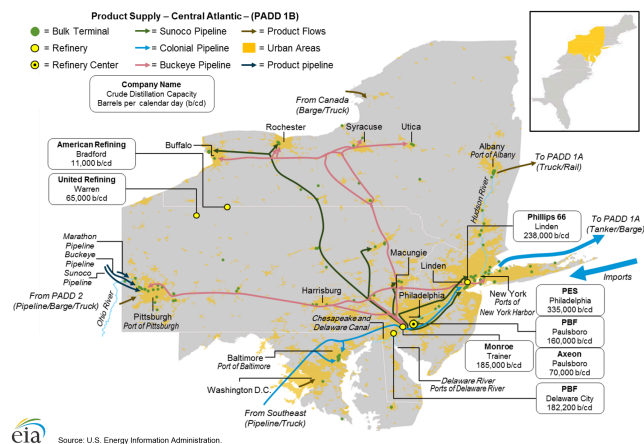 Product Supply – Central Atlantic – (PADD 1B)
= Bulk Terminal
= Sunoco Pipeline
= Product Flows
= Refinery
= Colonial Pipeline
= Urban Areas
= Refinery Center
= Buckeye Pipeline
= Product pipeline
Company Name
Crude Distillation Capacity
Barrels per calendar day (b/cd)
From Canada
(Barge/Truck)
Rochester
Syracuse
Utica
Buffalo
American Refining
Bradford
11,000 b/cd
Albany
Port of Albany
To PADD 1A
(Truck/Rail)
United Refining
Warren
65,000 b/cd
Hudson River
Phillips 66
Linden
238,000 b/cd
To PADD 1A
(Tanker/Barge)
Marathon
Pipeline
Buckeye
Pipeline
Sunoco
Pipeline
Macungie
Linden
Imports
From PADD 2
(Pipeline/Barge/Truck)
Ohio River
Pittsburgh
Port of Pittsburgh
Harrisburg
Philadelphia
New York
Ports of
New York Harbor
PES
Philadelphia
335,000 b/cd
Chesapeake and
Delaware Canal
PBF
Paulsboro
160,000 b/cd
Monroe
Trainer
185,000 b/cd
Axeon
Paulsboro
70,000 b/cd
Baltimore
Port of Baltimore
Delaware River
Ports of Delaware River
PBF
Delaware City
182,200 b/cd
Washington D.C.
From Southeast
(Pipeline/Truck)
eia
Source: U.S. Energy Information Administration.